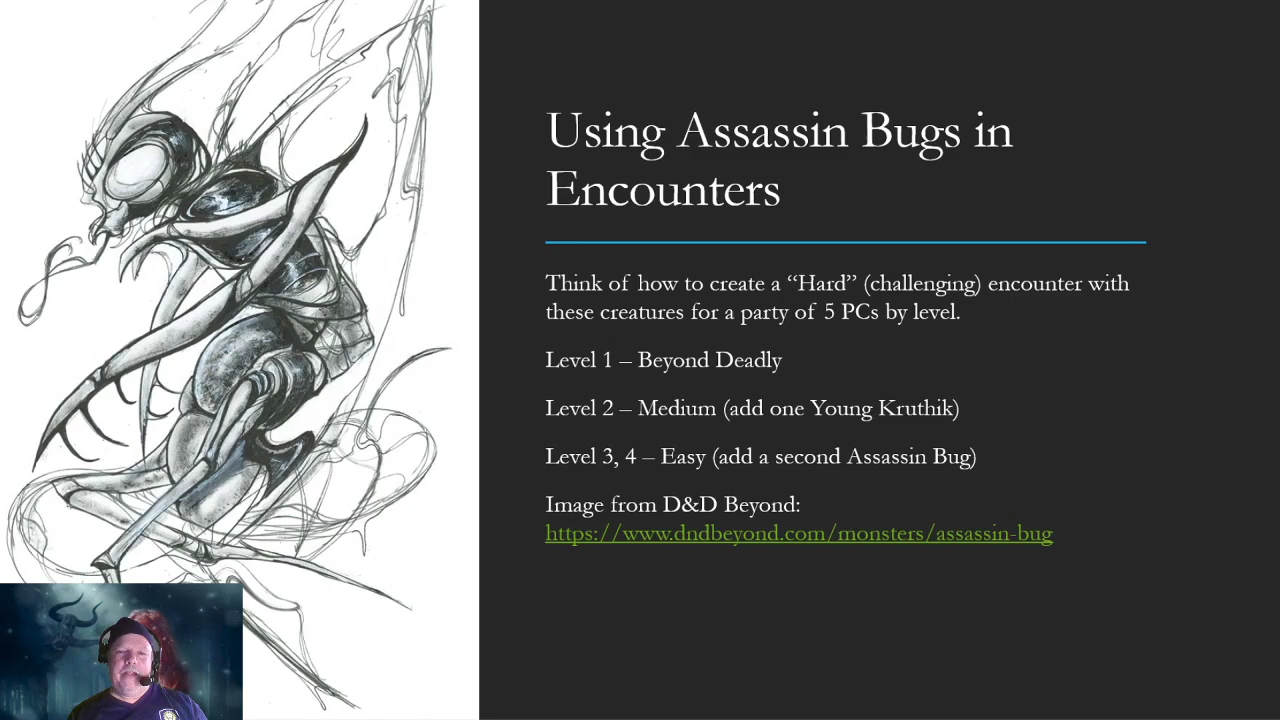 Using Assassin Bugs in
Encounters
Think of how to create a “Hard” (challenging) encounter with
these creatures for a party of 5 PCs by level.
Level 1 – Beyond Deadly
Level 2 – Medium (add one Young Kruthik)
Level 3, 4 – Easy (add a second Assassin Bug)
Image from D&D Beyond:
https://www.dndbeyond.com/monsters/assassin-bug